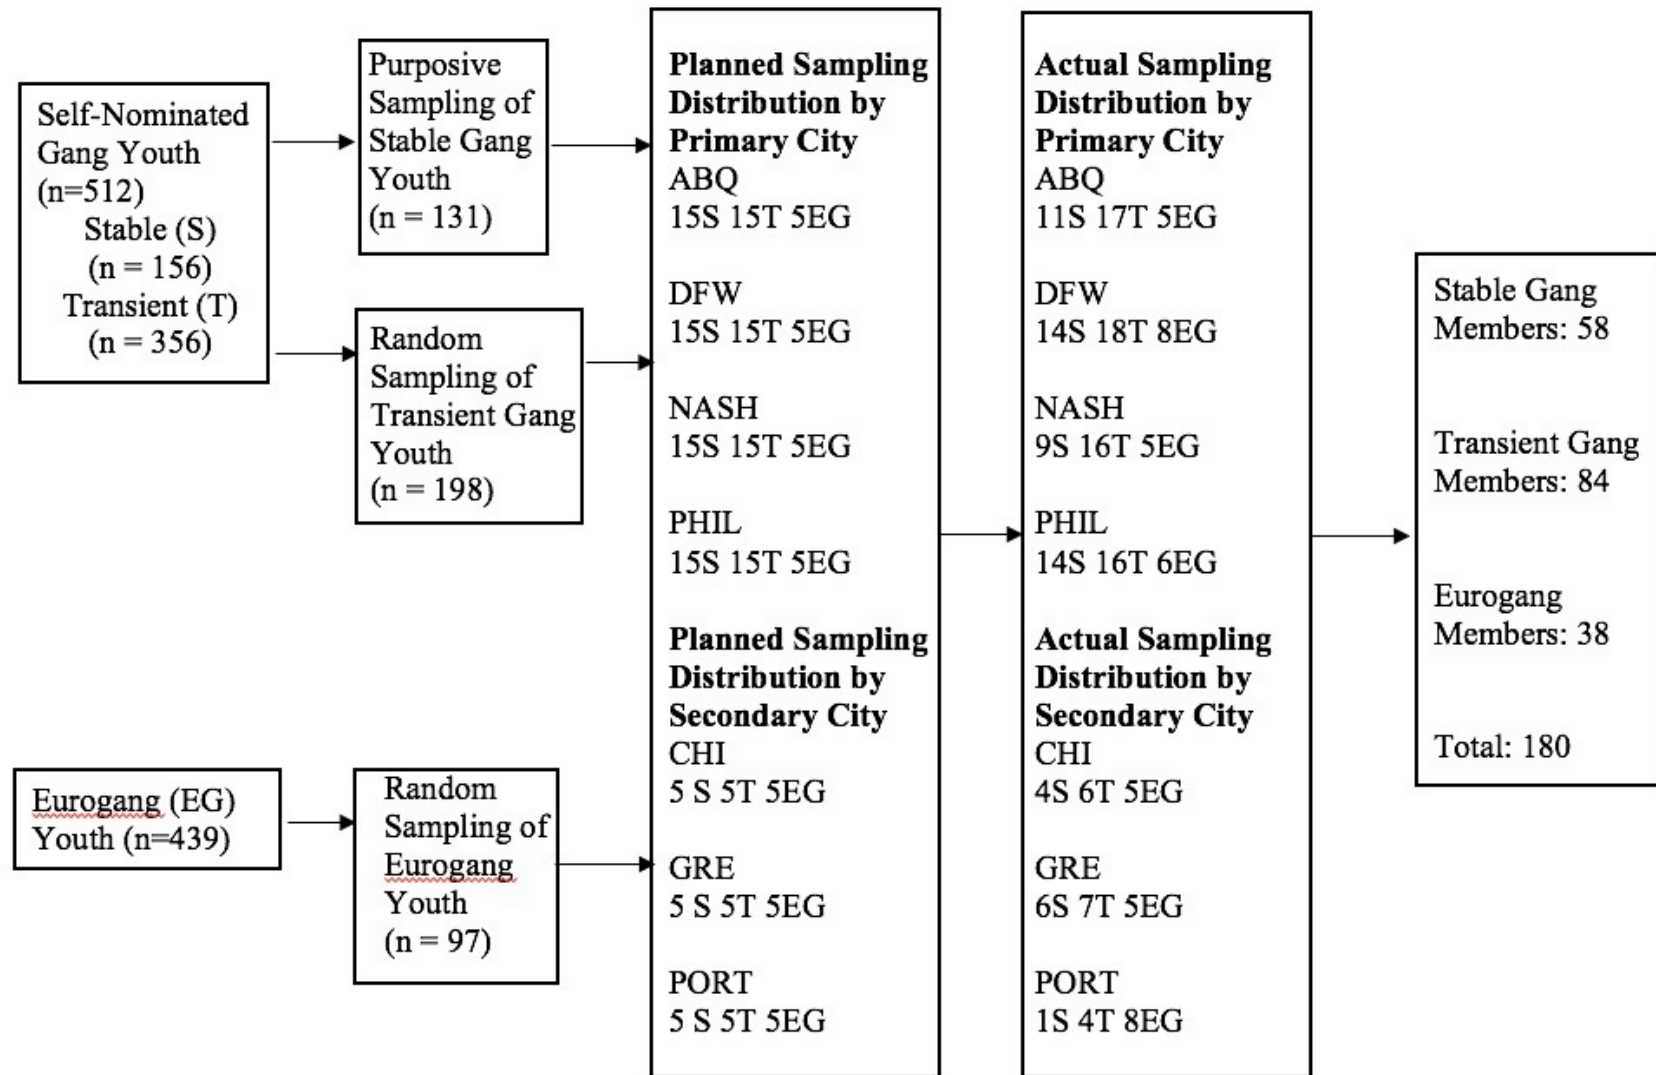 Self-Nominated
Gang Youth
(n=512)
Stable (S)
(n = 156)
Transient (T)
(n = 356)
Purposive
Sampling of
Stable Gang
Youth
(n = 131)
Random
Sampling of
Transient Gang
Youth
(n = 198)
Eurogang (EG)
Youth (n=439)
Random
Sampling of
Eurogang
Youth
(n = 97)
Planned Sampling
Distribution by
Primary City
ABQ
15S 15T 5EG
DFW
15S 15T 5EG
NASH
15S 15T 5EG
PHIL
15S 15T 5EG
Planned Sampling
Distribution by
Secondary City
CHI
5 S 5T 5EG
GRE
5 S 5T 5EG
PORT
5 S 5T 5EG
Actual Sampling
Distribution by
Primary City
ABQ
11S 17T 5EG
DFW
14S 18T 8EG
NASH
9S 16T 5EG
PHIL
14S 16T 6EG
Actual Sampling
Distribution by
Secondary City
CHI
4S 6T 5EG
GRE
6S 7T 5EG
PORT
1S 4T 8EG
Stable Gang
Members: 58
Transient Gang
Members: 84
Eurogang
Members: 38
Total: 180